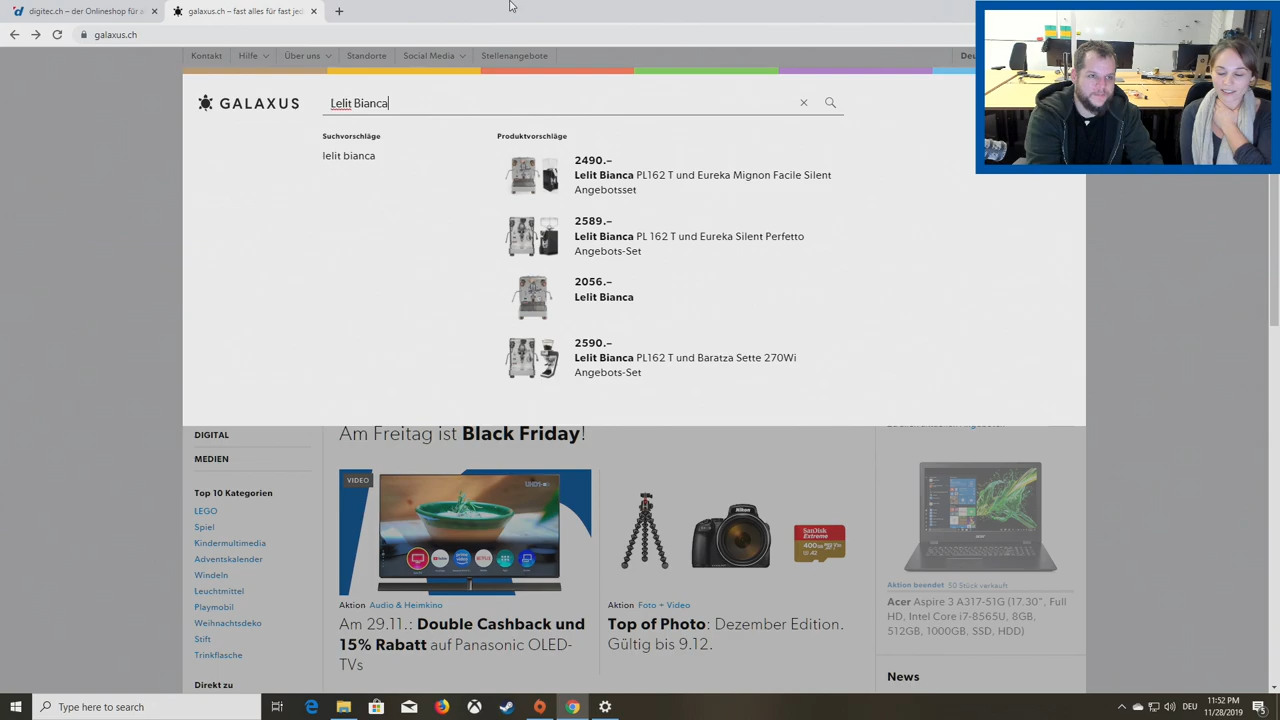 digitec.ch – der Onlineshop für a
galaxus.ch – fast alles für fast jed
galaxus.ch
Kontakt
Hilfe
Über uns
Standorte
Social Media
Stellenangebote
GALAXUS
Lelit Bianca
Suchvorschläge
lelit bianca
Produktvorschläge
2490.–
Lelit Bianca PL162 T und Eureka Mignon Facile Silent
Angebotsset
2589.–
Lelit Bianca PL 162 T und Eureka Silent Perfetto
Angebots-Set
2056.–
Lelit Bianca
2590.–
Lelit Bianca PL162 T und Baratza Sette 270Wi
Angebots-Set
DIGITAL
MEDIEN
Top 10 Kategorien
LEGO
Spiel
Kindermultimedia
Adventskalender
Windeln
Leuchtmittel
Playmobil
Weihnachtsdeko
Stift
Trinkflasche
Direkt zu
Am Freitag ist Black Friday!
VIDEO
Aktion Audio & Heimkino
Am 29.11.: Double Cashback und
15% Rabatt auf Panasonic OLED-
TVs
Nikon
SanDisk
Extreme
400GB
Aktion Foto + Video
Top of Photo: Dezember Edition.
Gültig bis 9.12.
Aktion beendet 50 Stück verkauft
Acer Aspire 3 A317-51G (17.30", Full
HD, Intel Core i7-8565U, 8GB,
512GB, 1000GB, SSD, HDD)
News
Type here to search
DEU
11:52 PM
11/28/2019